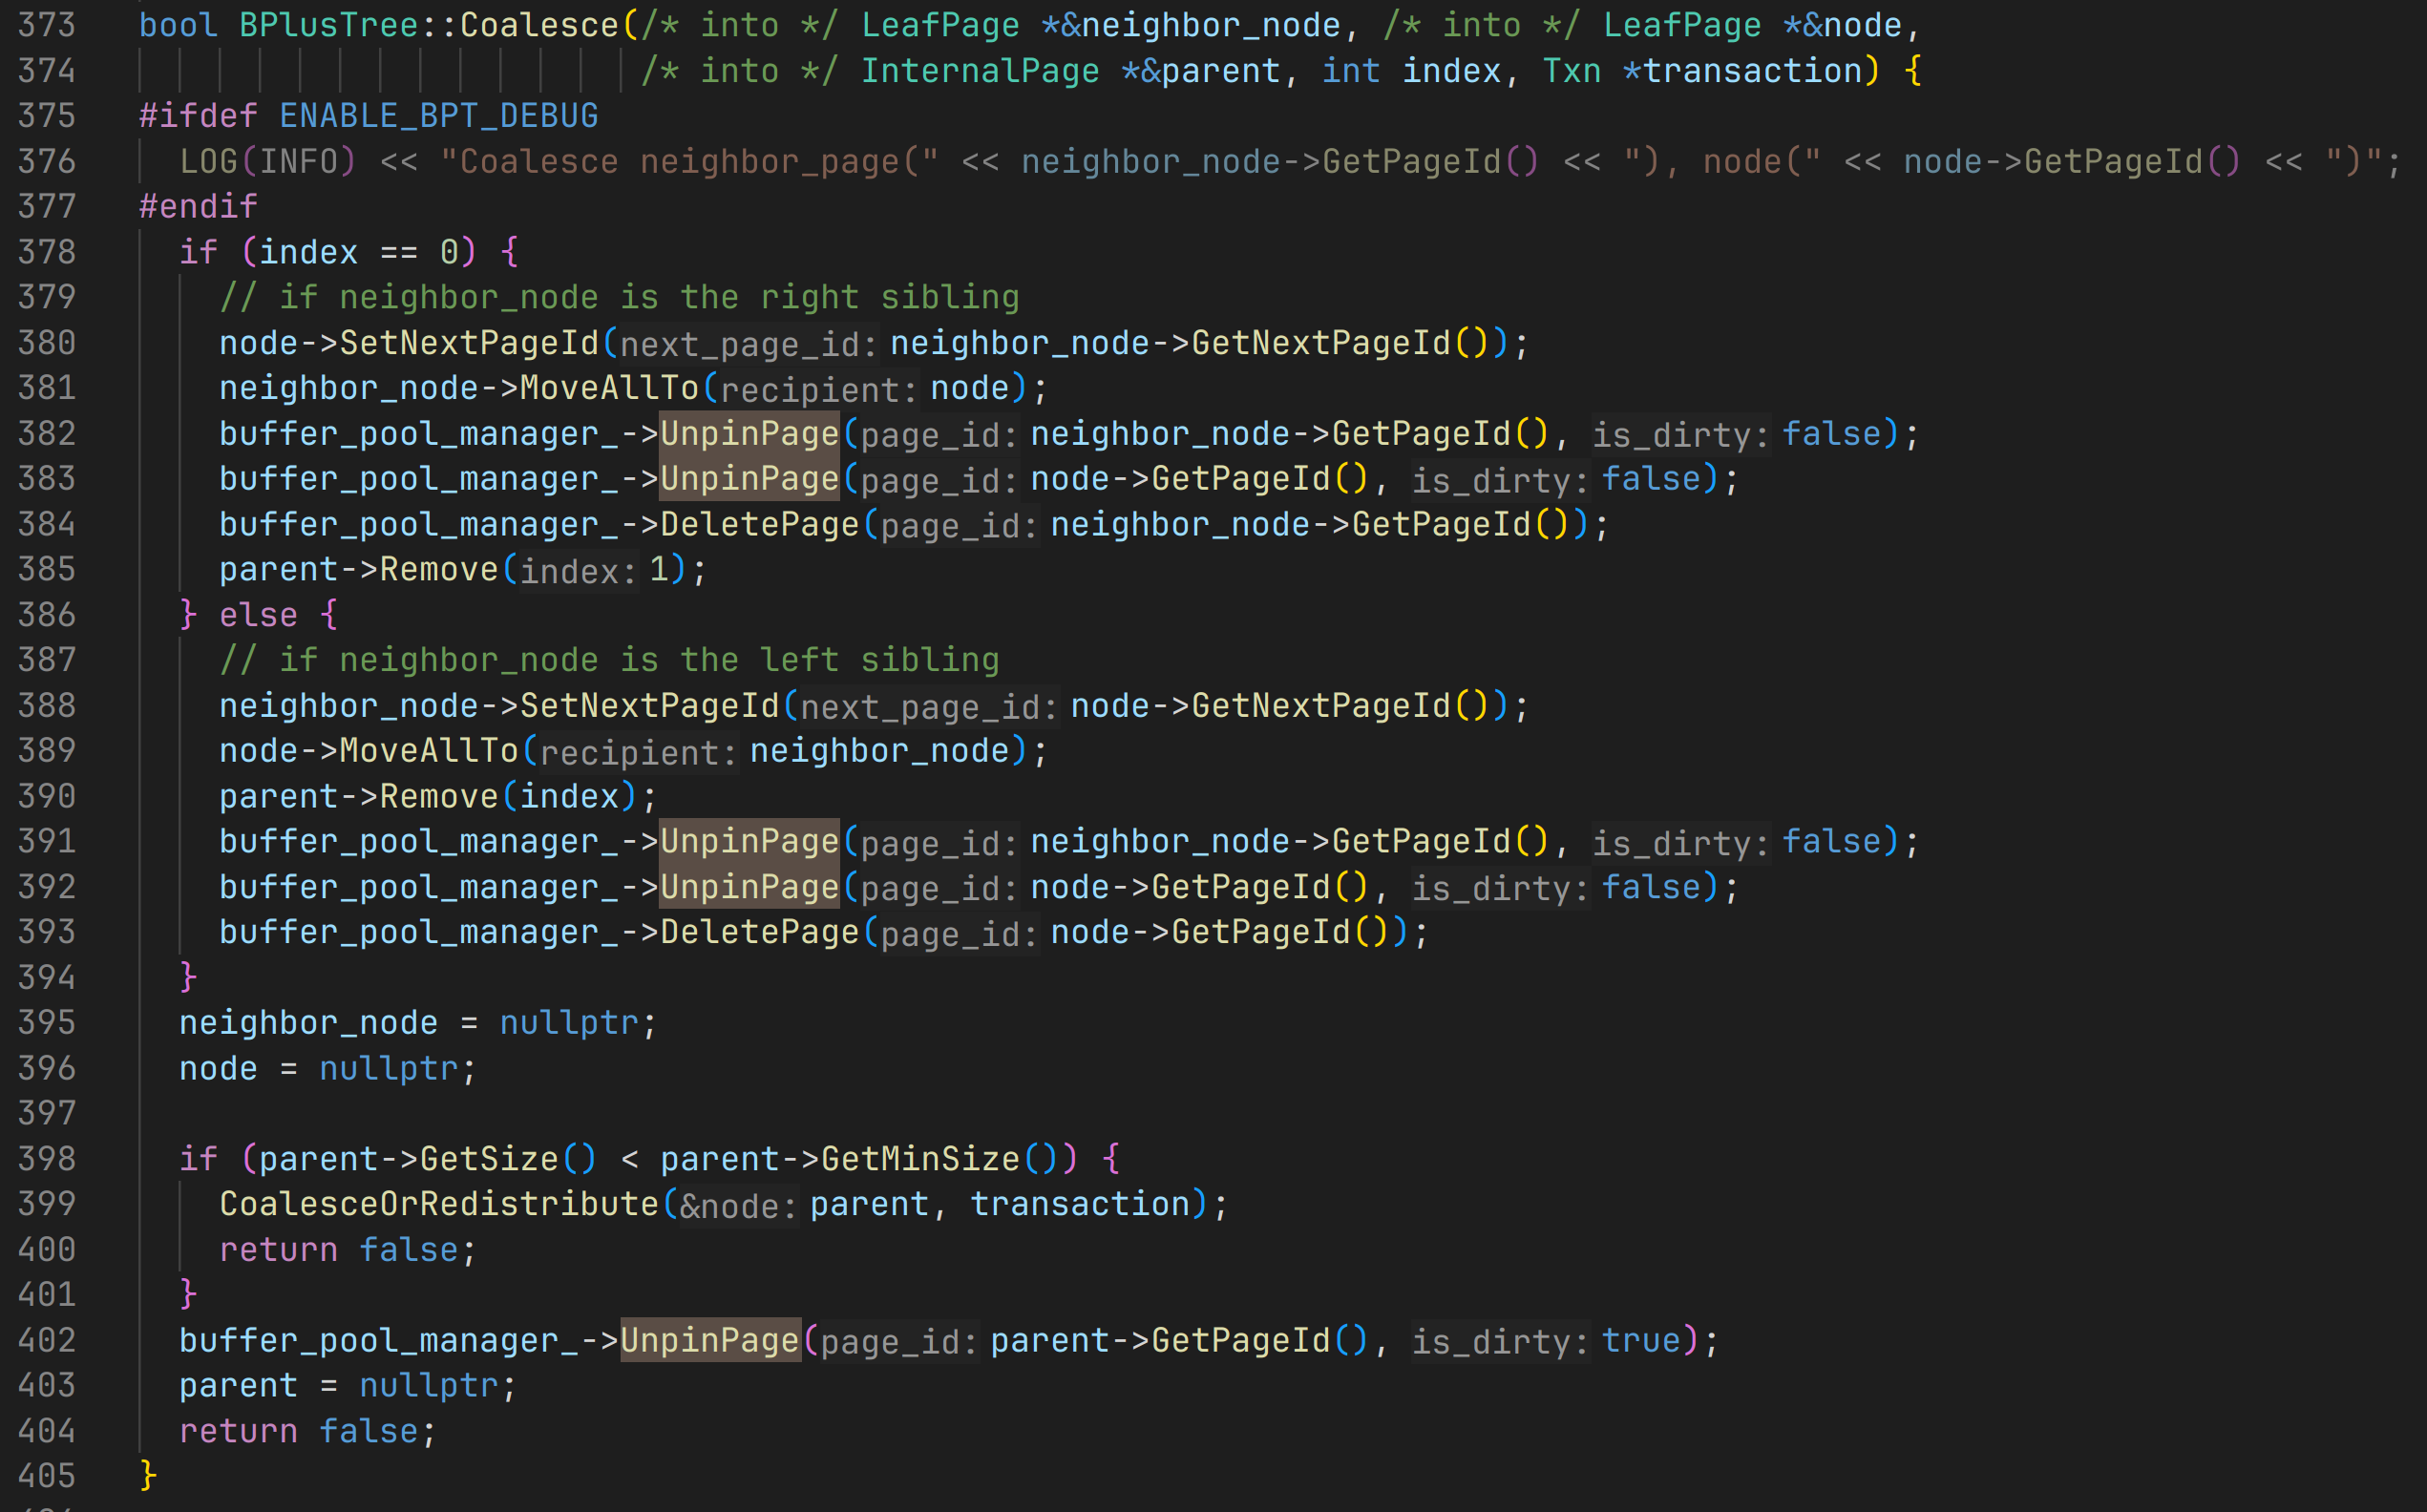 373 bool BPlusTree::Coalesce(/* into */ LeafPage *&neighbor_node, /* into */ LeafPage *&node,
374 /* into */ InternalPage *&parent, int index, Txn *transaction) {
375 #ifdef ENABLE_BPT_DEBUG
376 LOG(INFO) << "Coalesce neighbor_page(" << neighbor_node->GetPageId() << "), node(" << node->GetPageId() << ")";
377 #endif
378 if (index == 0) {
379 // if neighbor_node is the right sibling
380 node->SetNextPageId(next_page_id: neighbor_node->GetNextPageId());
381 neighbor_node->MoveAllTo(recipient: node);
382 buffer_pool_manager_->UnpinPage(page_id: neighbor_node->GetPageId(), is_dirty: false);
383 buffer_pool_manager_->UnpinPage(page_id: node->GetPageId(), is_dirty: false);
384 buffer_pool_manager_->DeletePage(page_id: neighbor_node->GetPageId());
385 parent->Remove(index: 1);
386 } else {
387 // if neighbor_node is the left sibling
388 neighbor_node->SetNextPageId(next_page_id: node->GetNextPageId());
389 node->MoveAllTo(recipient: neighbor_node);
390 parent->Remove(index);
391 buffer_pool_manager_->UnpinPage(page_id: neighbor_node->GetPageId(), is_dirty: false);
392 buffer_pool_manager_->UnpinPage(page_id: node->GetPageId(), is_dirty: false);
393 buffer_pool_manager_->DeletePage(page_id: node->GetPageId());
394 }
395 neighbor_node = nullptr;
396 node = nullptr;
397
398 if (parent->GetSize() < parent->GetMinSize()) {
399 CoalesceOrRedistribute(&node: parent, transaction);
400 return false;
401 }
402 buffer_pool_manager_->UnpinPage(page_id: parent->GetPageId(), is_dirty: true);
403 parent = nullptr;
404 return false;
405 }